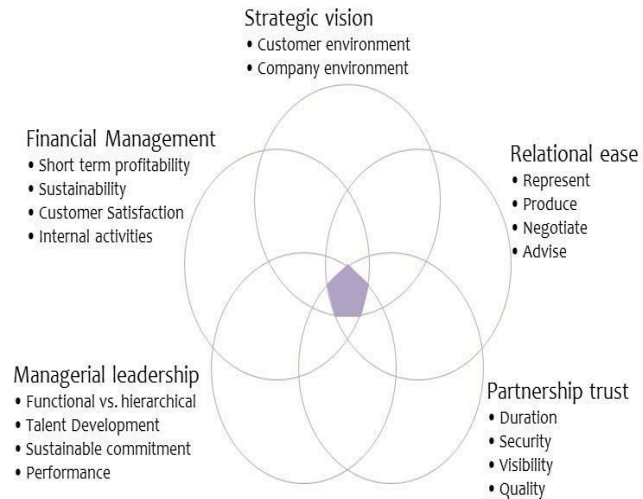 Strategic vision
• Customer environment
• Company environment
Financial Management
• Short term profitability
• Sustainability
• Customer Satisfaction
• Internal activities
Relational ease
• Represent
• Produce
• Negotiate
• Advise
Managerial leadership
• Functional vs. hierarchical
• Talent Development
• Sustainable commitment
• Performance
Partnership trust
• Duration
• Security
• Visibility
• Quality